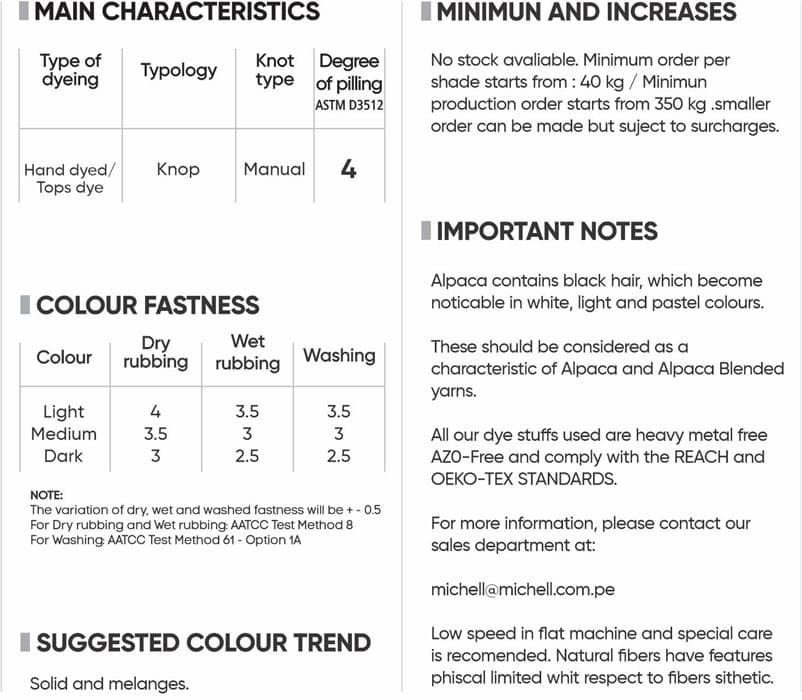 MAIN CHARACTERISTICS
Type of dyeing
Typology
Knot type
Degree of pilling
ASTM D3512
Hand dyed/
Tops dye
Knop
Manual
4
COLOUR FASTNESS
Colour
Dry rubbing
Wet rubbing
Washing
Light 4 3.5 3.5
Medium 3.5 3 3
Dark 3 2.5 2.5
NOTE:
The variation of dry, wet and washed fastness will be + - 0.5
For Dry rubbing and Wet rubbing: AATCC Test Method 8
For Washing: AATCC Test Method 61 - Option 1A
SUGGESTED COLOUR TREND
Solid and melanges.
MINIMUN AND INCREASES
No stock avaliable. Minimum order per
shade starts from : 40 kg / Minimun
production order starts from 350 kg .smaller
order can be made but suject to surcharges.
IMPORTANT NOTES
Alpaca contains black hair, which become
noticable in white, light and pastel colours.
These should be considered as a
characteristic of Alpaca and Alpaca Blended
yarns.
All our dye stuffs used are heavy metal free
AZ0-Free and comply with the REACH and
OEKO-TEX STANDARDS.
For more information, please contact our
sales department at:
michell@michell.com.pe
Low speed in flat machine and special care
is recomended. Natural fibers have features
phiscal limited whit respect to fibers sithetic.